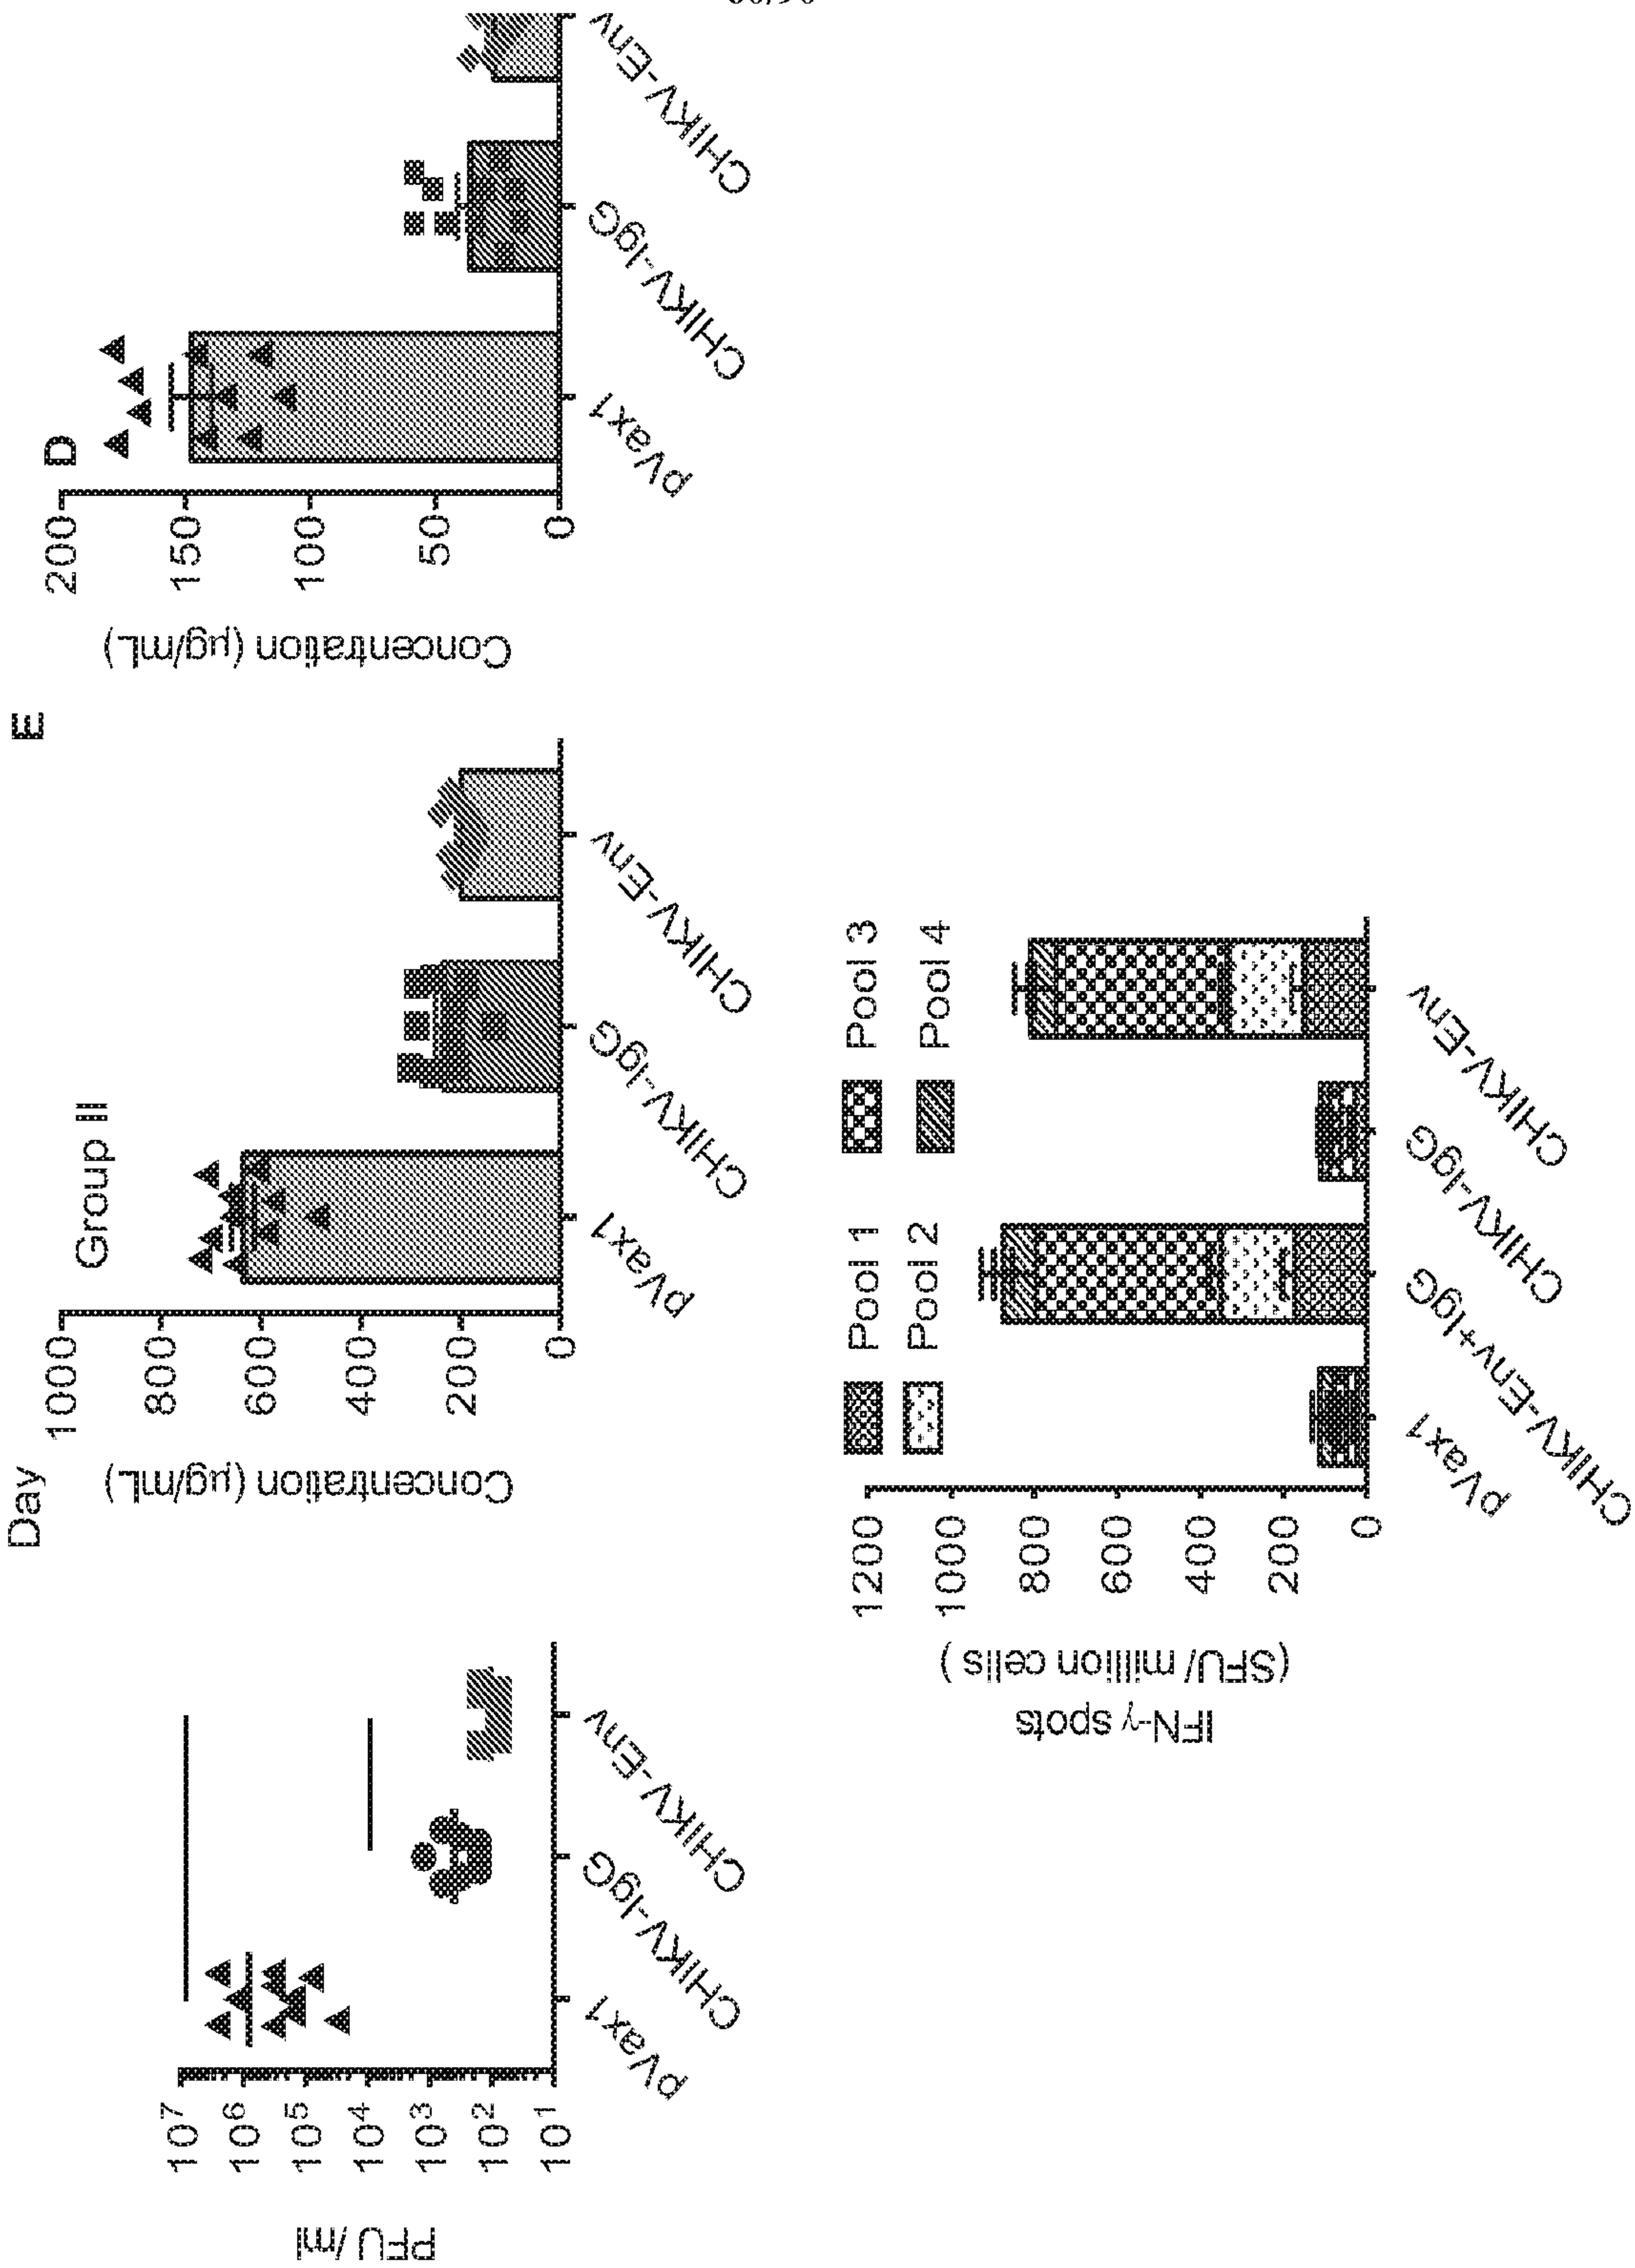 Day
E
D
PFU/ml
10⁷
10⁶
10⁵
10⁴
10³
10²
10¹
pVax1
CHIKV-IgG
CHIKV-Env
Group II
Concentration (µg/mL)
1000
800
600
400
200
0
pVax1
CHIKV-IgG
CHIKV-Env
Concentration (µg/mL)
200
150
100
50
0
pVax1
CHIKV-IgG
CHIKV-Env
IFN-γ spots
(SFU/ million cells )
1200
1000
800
600
400
200
0
Pool 1
Pool 3
Pool 2
Pool 4
pVax1
CHIKV-Env+IgG
CHIKV-IgG
CHIKV-Env